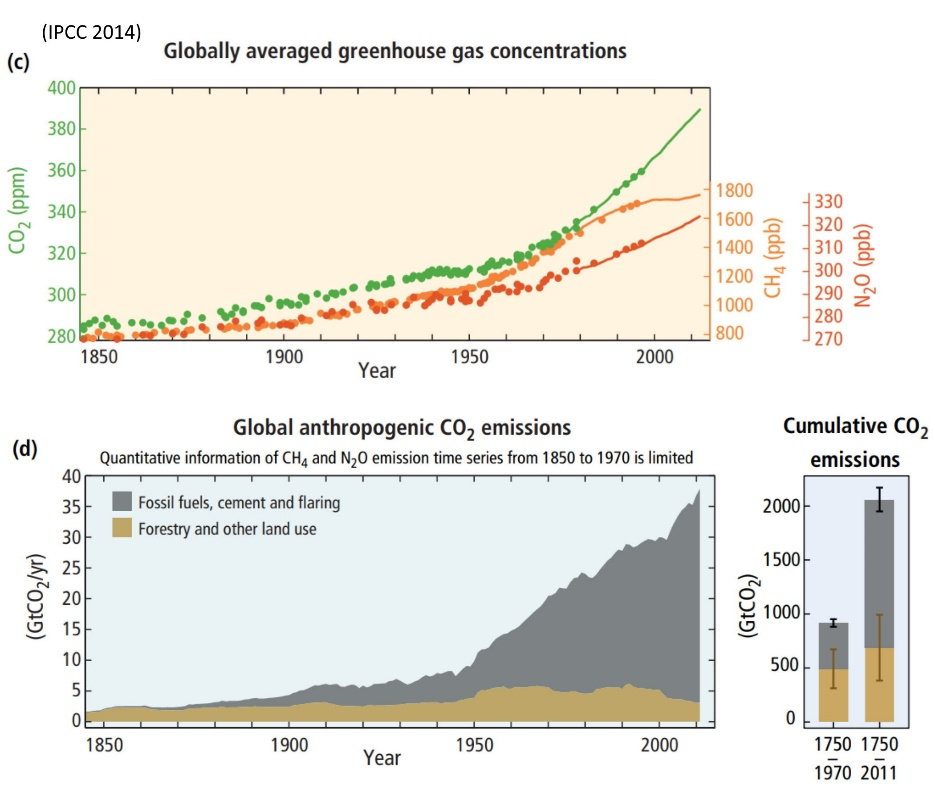 (IPCC 2014)
(c)
Globally averaged greenhouse gas concentrations
400
380
360
340
320
300
280
CO2 (ppm)
1800
1600
1400
1200
1000
800
CH4 (ppb)
330
320
310
300
290
280
270
N2O (ppb)
1850 1900 1950 2000
Year
(d)
Global anthropogenic CO2 emissions
Quantitative information of CH4 and N2O emission time series from 1850 to 1970 is limited
40
35
30
25
20
15
10
5
0
(GtCO2/yr)
Fossil fuels, cement and flaring
Forestry and other land use
1850 1900 1950 2000
Year
Cumulative CO2
emissions
2000
1500
1000
500
0
(GtCO2)
1750 1750
– –
1970 2011